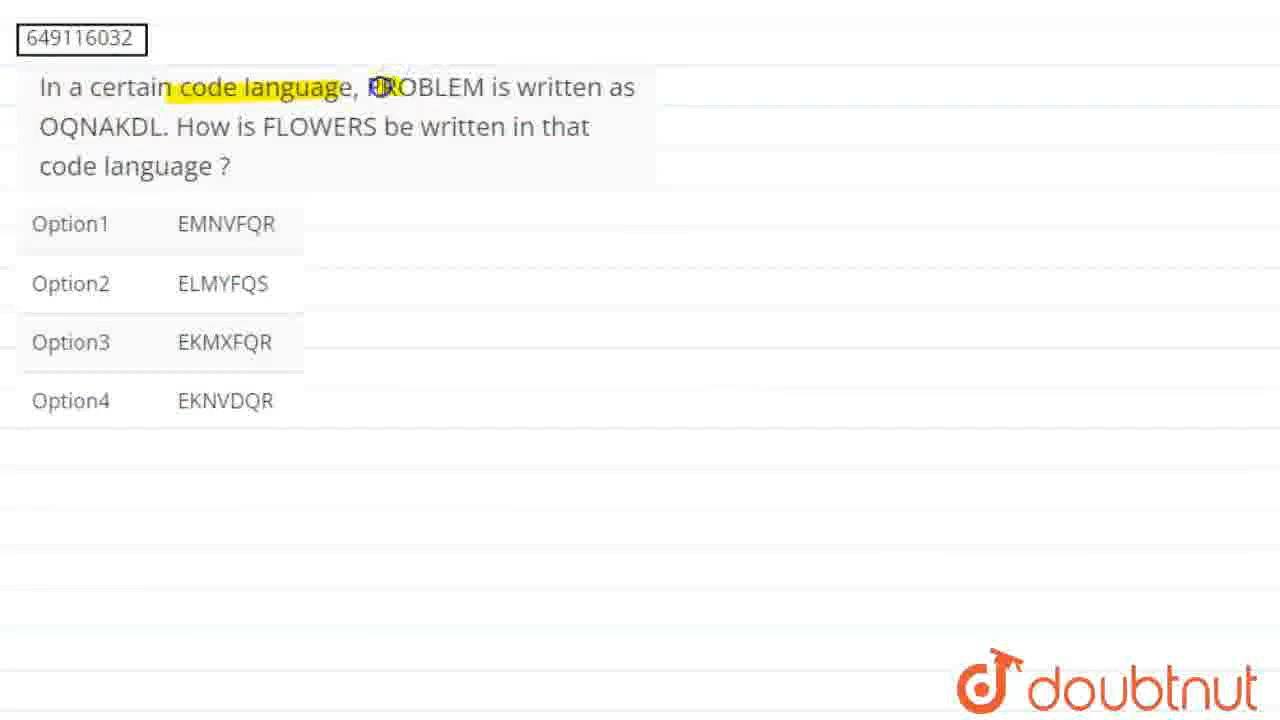 649116032
In a certain code language, PROBLEM is written as
OQNAKDL. How is FLOWERS be written in that
code language ?
Option1 EMNVFQR
Option2 ELMYFQS
Option3 EKMXFQR
Option4 EKNVDQR
doubtnut